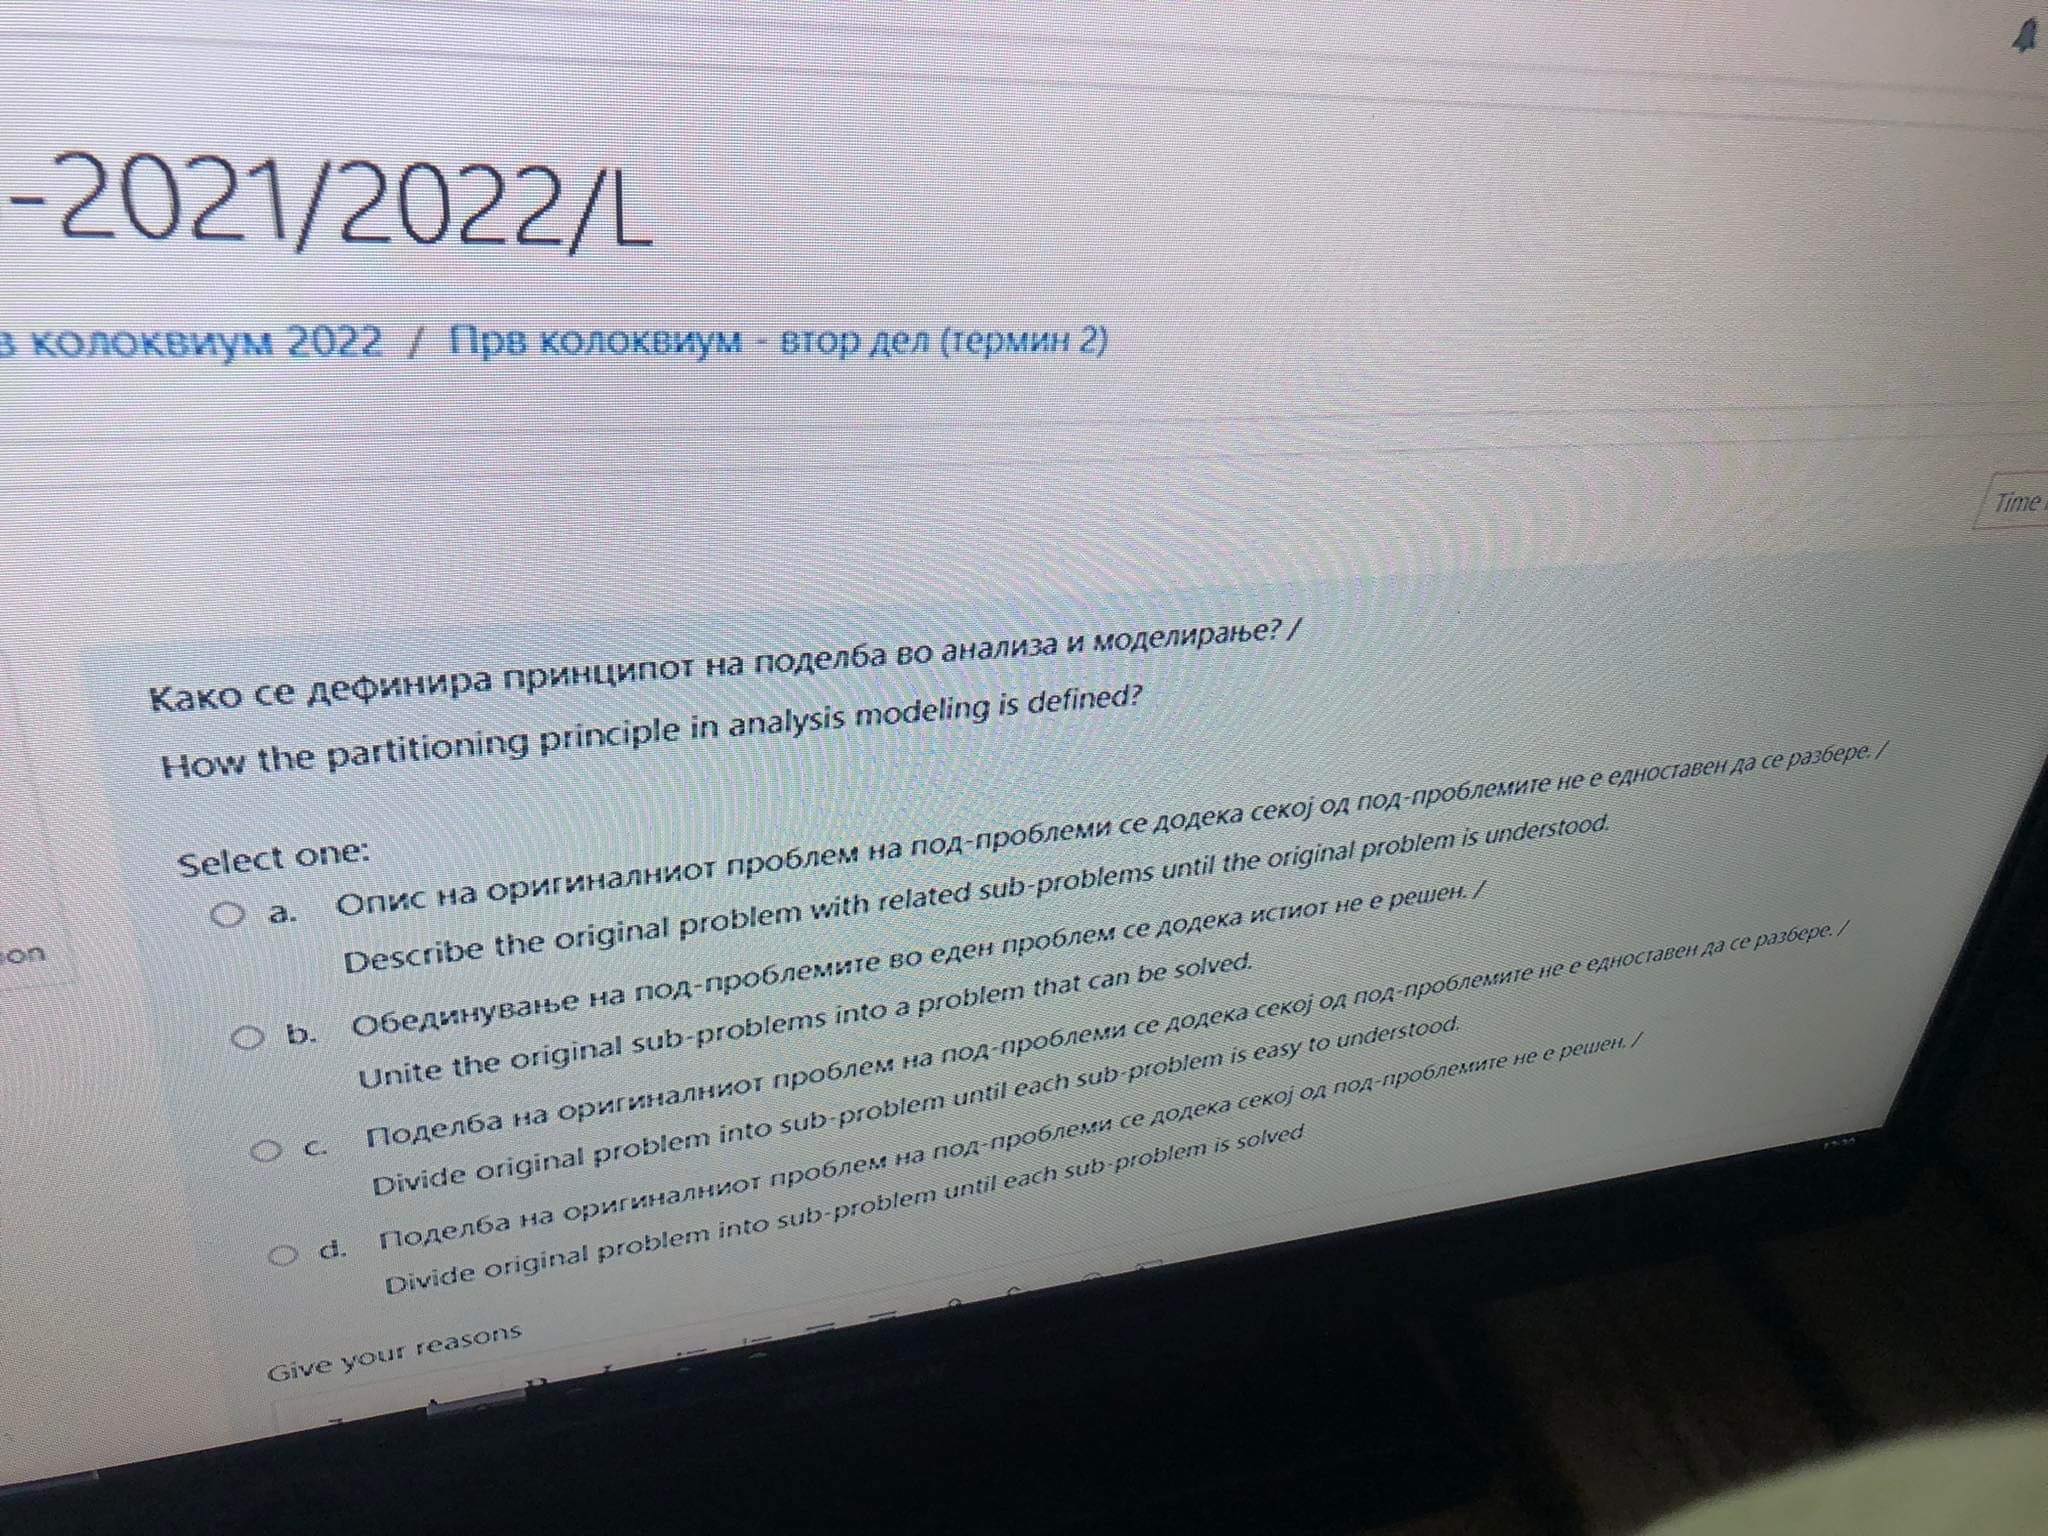 -2021/2022/L
в колоквиум 2022 / Прв колоквиум - втор дел (термин 2)
Time
Како се дефинира принципот на поделба во анализа и моделирање? /
How the partitioning principle in analysis modeling is defined?
Select one:
a. Опис на оригиналниот проблем на под-проблеми се додека секој од под-проблемите не е едноставен да се разбере. /
Describe the original problem with related sub-problems until the original problem is understood.
b. Обединување на под-проблемите во еден проблем се додека истиот не е решен. /
Unite the original sub-problems into a problem that can be solved.
c. Поделба на оригиналниот проблем на под-проблеми се додека секој од под-проблемите не е едноставен да се разбере. /
Divide original problem into sub-problem until each sub-problem is easy to understood.
d. Поделба на оригиналниот проблем на под-проблеми се додека секој од под-проблемите не е решен. /
Divide original problem into sub-problem until each sub-problem is solved
Give your reasons
on